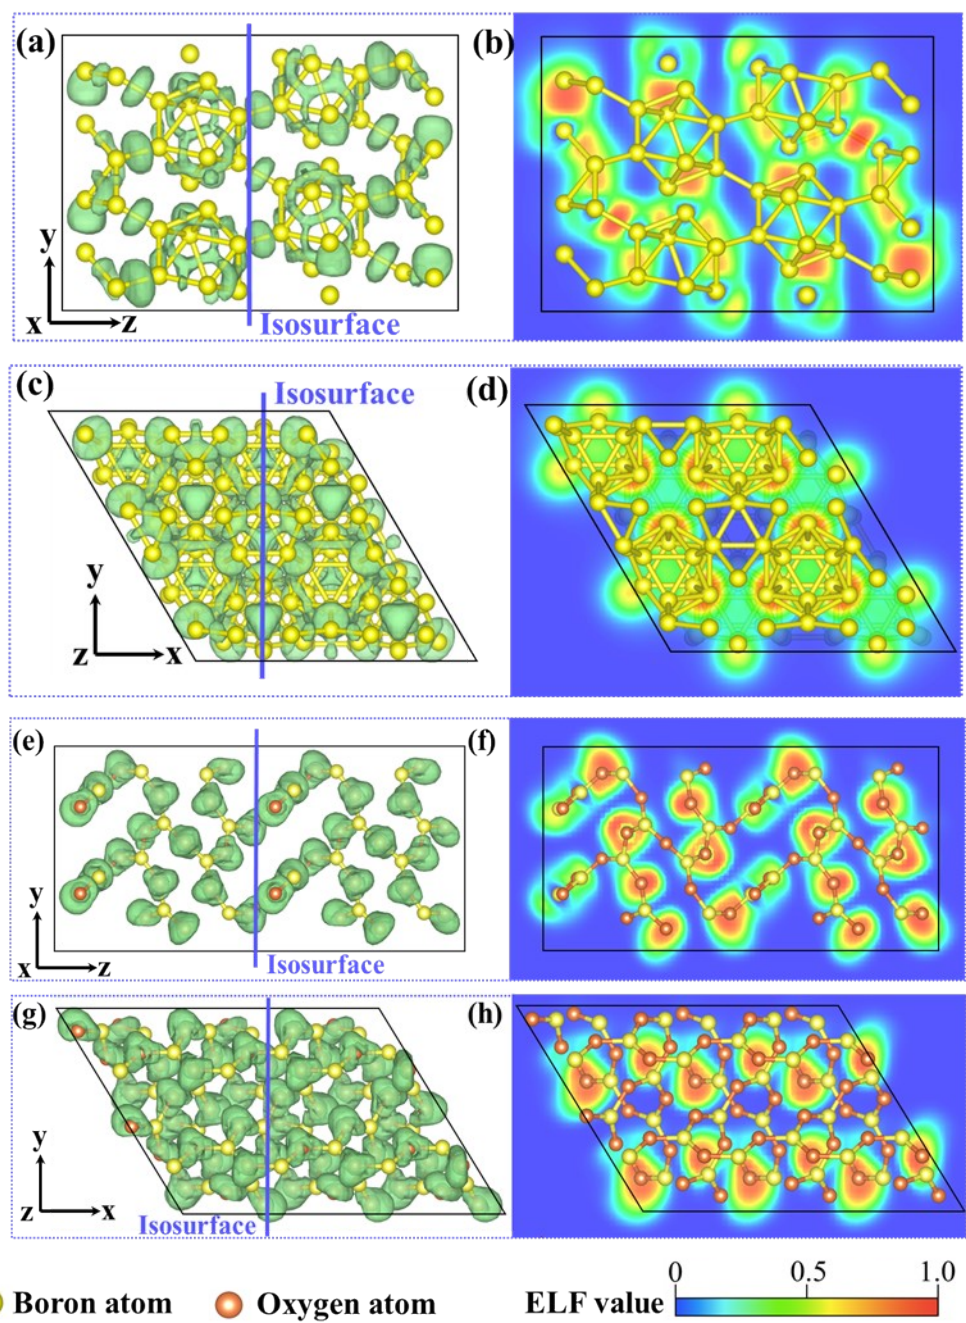 (a)
(b)
y
x
z
Isosurface
(c)
Isosurface
(d)
y
z
x
(e)
(f)
y
x
z
Isosurface
(g)
(h)
y
z
x
Isosurface
0 0.5 1.0
Boron atom Oxygen atom ELF value